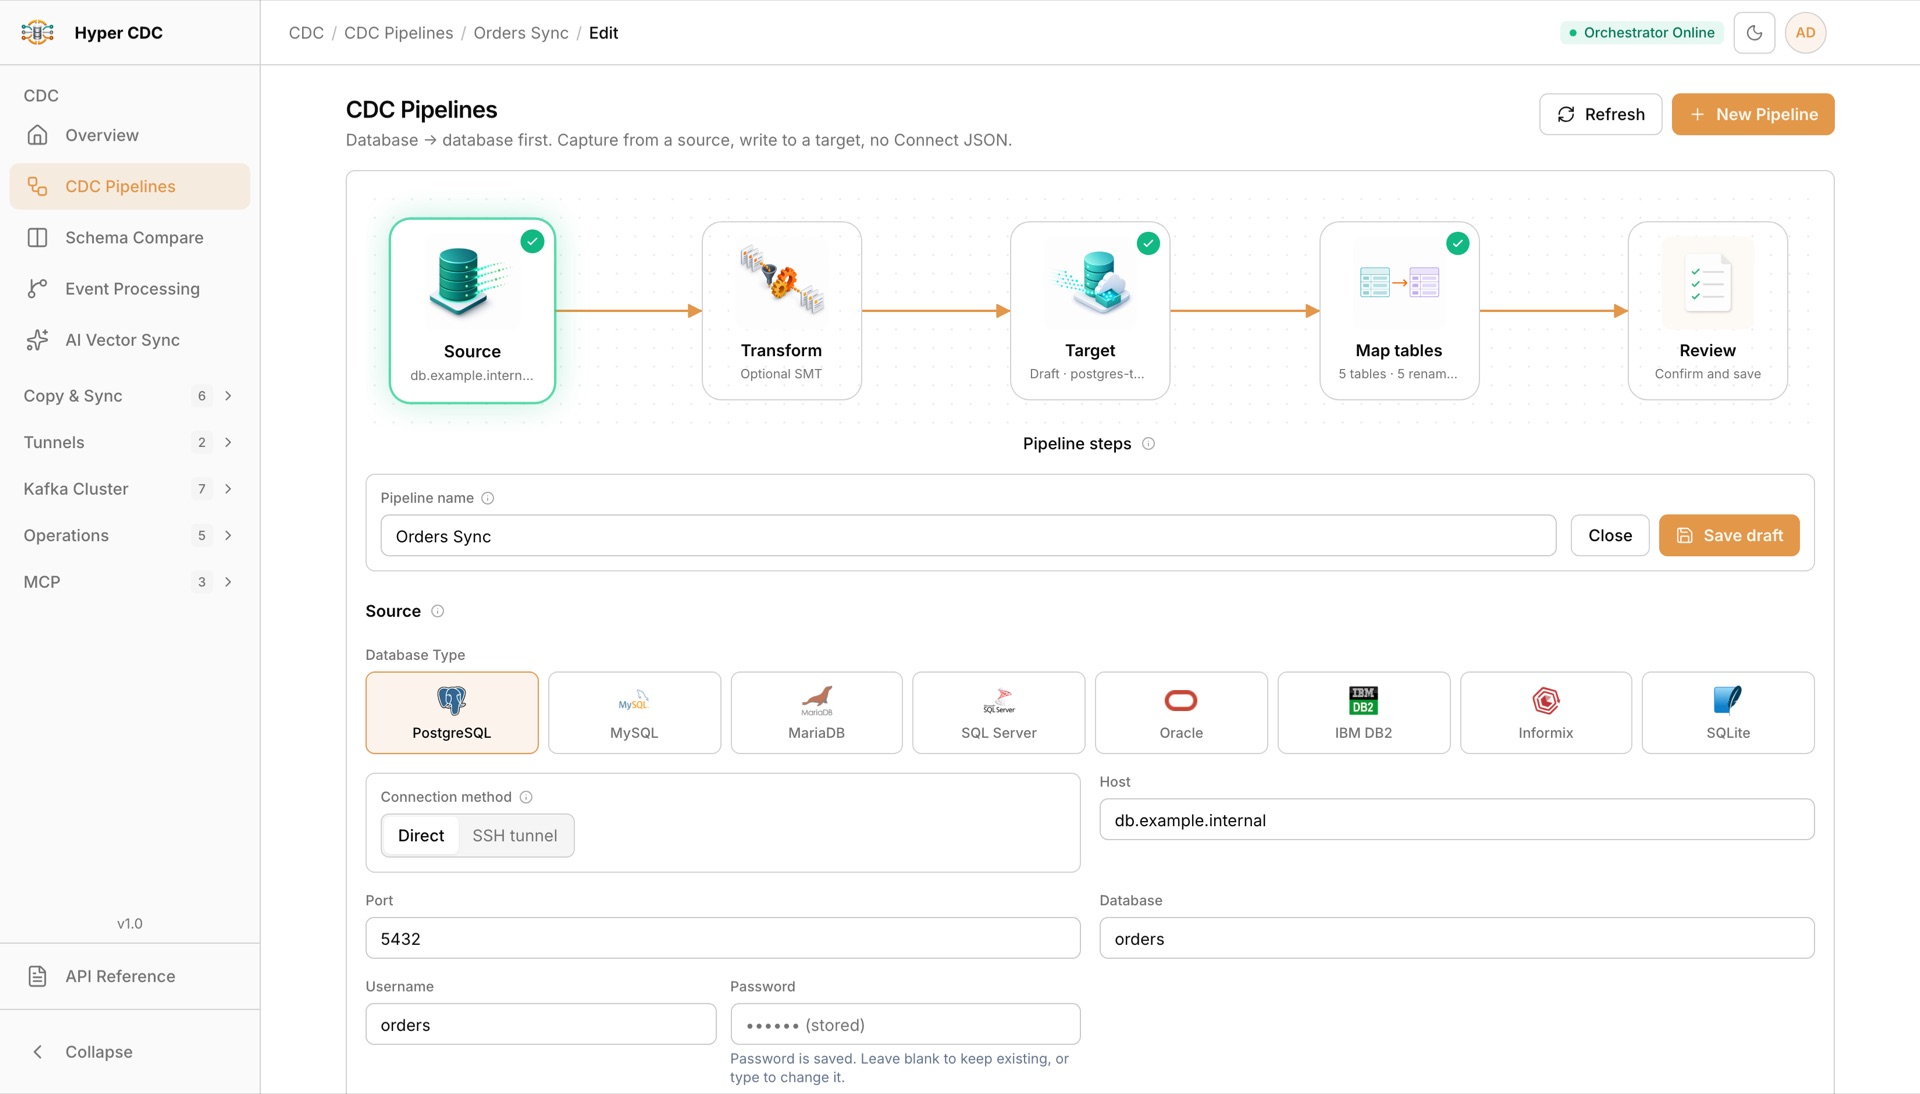 Hyper CDC
CDC / CDC Pipelines / Orders Sync / Edit
Orchestrator Online
AD
CDC
Overview
CDC Pipelines
Schema Compare
Event Processing
AI Vector Sync
Copy & Sync 6
Tunnels 2
Kafka Cluster 7
Operations 5
MCP 3
v1.0
API Reference
Collapse
CDC Pipelines
Database → database first. Capture from a source, write to a target, no Connect JSON.
Refresh
+ New Pipeline
Source
db.example.intern...
Transform
Optional SMT
Target
Draft · postgres-t...
Map tables
5 tables · 5 renam...
Review
Confirm and save
Pipeline steps
Pipeline name
Orders Sync
Close
Save draft
Source
Database Type
PostgreSQL
MySQL
MySQL
MariaDB
MariaDB
SQL Server
SQL Server
Oracle
IBM
DB2
IBM DB2
Informix
SQLite
Connection method
Direct
SSH tunnel
Host
db.example.internal
Port
5432
Database
orders
Username
orders
Password
•••••• (stored)
Password is saved. Leave blank to keep existing, or
type to change it.